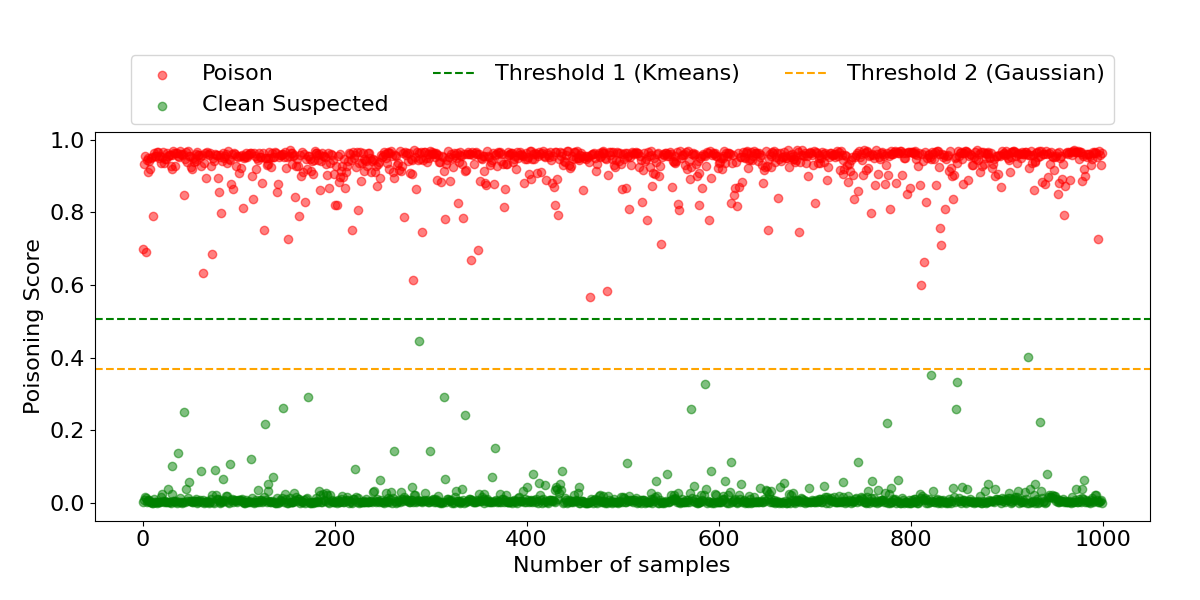 Poison
Clean Suspected
Threshold 1 (Kmeans)
Threshold 2 (Gaussian)
Poisoning Score
1.0
0.8
0.6
0.4
0.2
0.0
0 200 400 600 800 1000
Number of samples